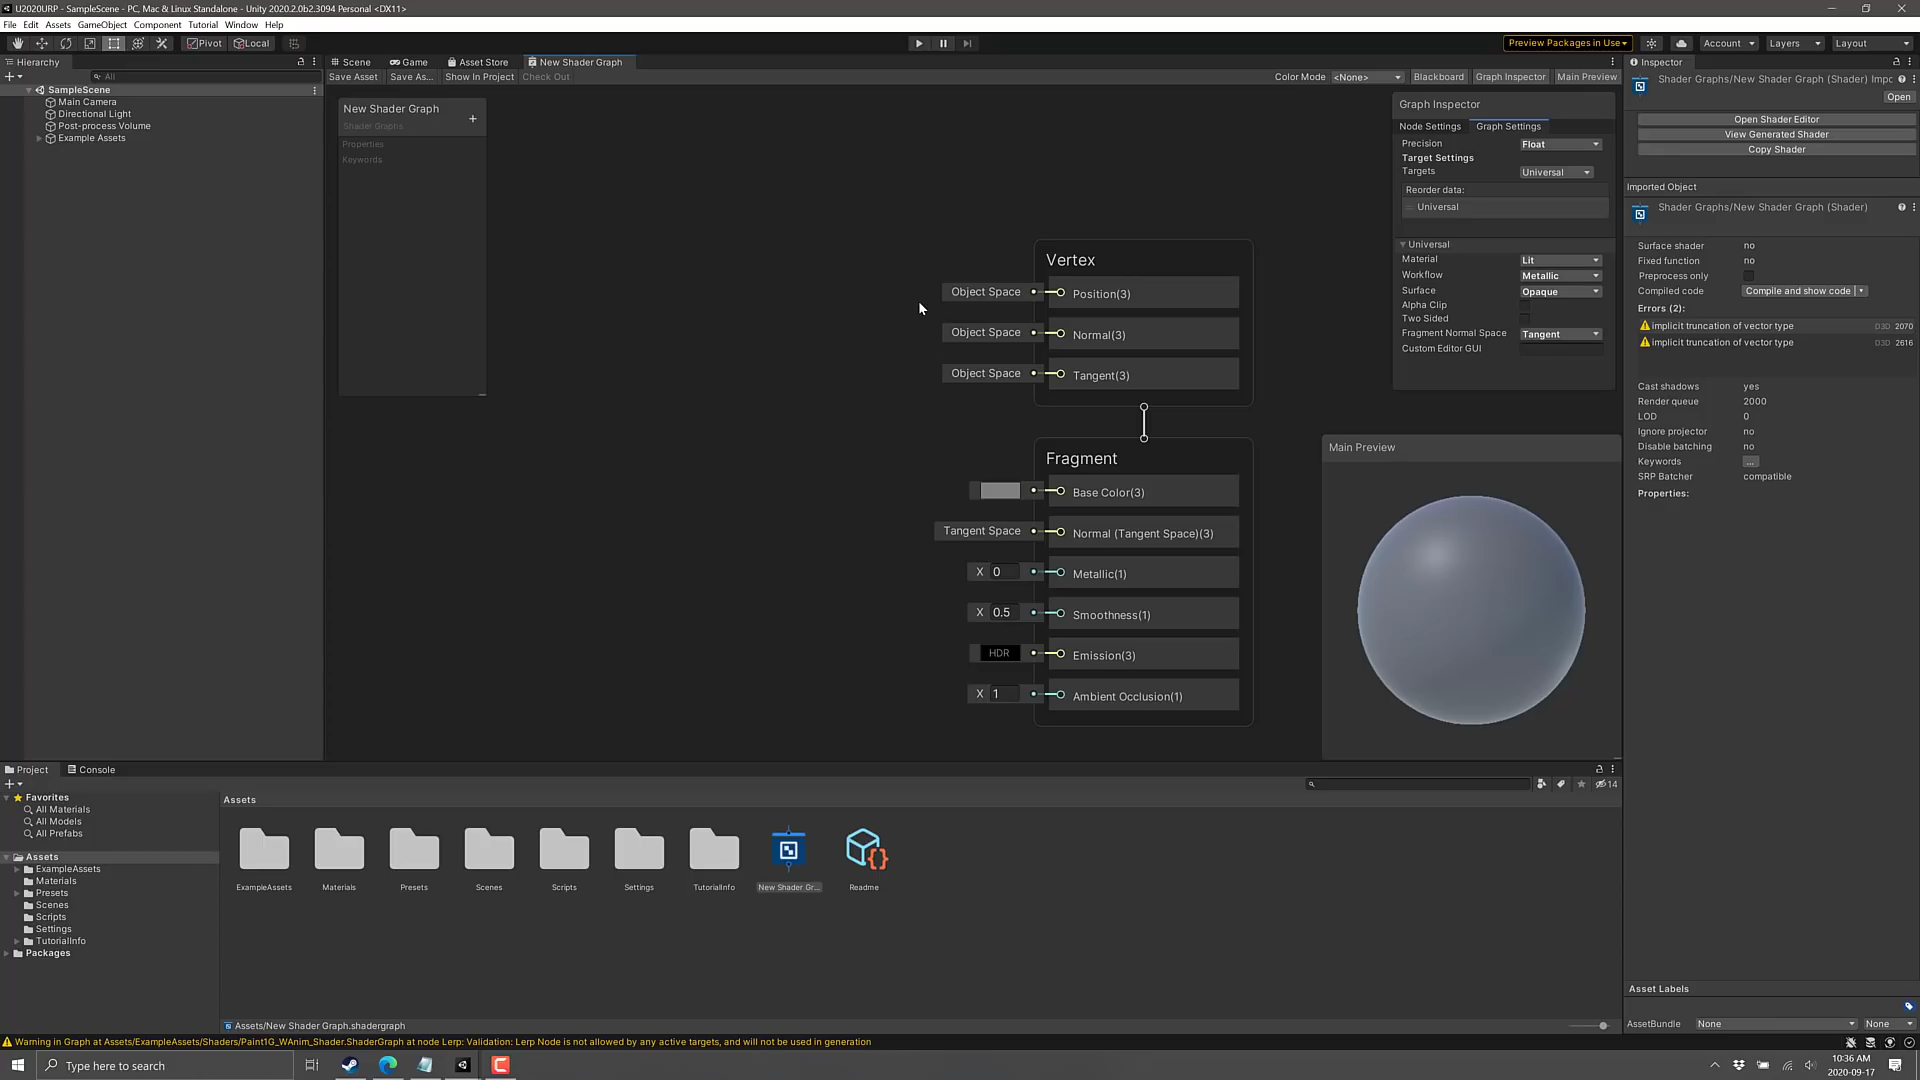 U2020URP - SampleScene - PC, Mac & Linux Standalone - Unity 2020.2.0b2.3094 Personal <DX11>
File Edit Assets GameObject Component Tutorial Window Help
Pivot Local
Preview Packages in Use
Account
Layers
Layout
Hierarchy
All
SampleScene
Main Camera
Directional Light
Post-process Volume
Example Assets
Scene Game Asset Store New Shader Graph
Save Asset Save As... Show In Project Check Out
Color Mode <None> Blackboard Graph Inspector Main Preview
New Shader Graph
Shader Graphs
Properties
Keywords
Vertex
Object Space Position(3)
Object Space Normal(3)
Object Space Tangent(3)
Fragment
Base Color(3)
Tangent Space Normal (Tangent Space)(3)
X 0 Metallic(1)
X 0.5 Smoothness(1)
HDR Emission(3)
X 1 Ambient Occlusion(1)
Graph Inspector
Node Settings Graph Settings
Precision Float
Target Settings
Targets Universal
Reorder data:
Universal
Universal
Material Lit
Workflow Metallic
Surface Opaque
Alpha Clip
Two Sided
Fragment Normal Space Tangent
Custom Editor GUI
Main Preview
Inspector
Shader Graphs/New Shader Graph (Shader) Impo
Open
Open Shader Editor
View Generated Shader
Copy Shader
Imported Object
Shader Graphs/New Shader Graph (Shader)
Surface shader no
Fixed function no
Preprocess only
Compiled code Compile and show code
Errors (2):
implicit truncation of vector type D3D 2070
implicit truncation of vector type D3D 2616
Cast shadows yes
Render queue 2000
LOD 0
Ignore projector no
Disable batching no
Keywords ...
SRP Batcher compatible
Properties:
Asset Labels
AssetBundle None None
Project Console
14
Favorites
All Materials
All Models
All Prefabs
Assets
ExampleAssets
Materials
Presets
Scenes
Scripts
Settings
TutorialInfo
Packages
Assets
ExampleAssets Materials Presets Scenes Scripts Settings TutorialInfo New Shader Gr... Readme
Assets/New Shader Graph.shadergraph
Warning in Graph at Assets/ExampleAssets/Shaders/Paint1G_WAnim_Shader.ShaderGraph at node Lerp: Validation: Lerp Node is not allowed by any active targets, and will not be used in generation
Type here to search
10:36 AM
2020-09-17